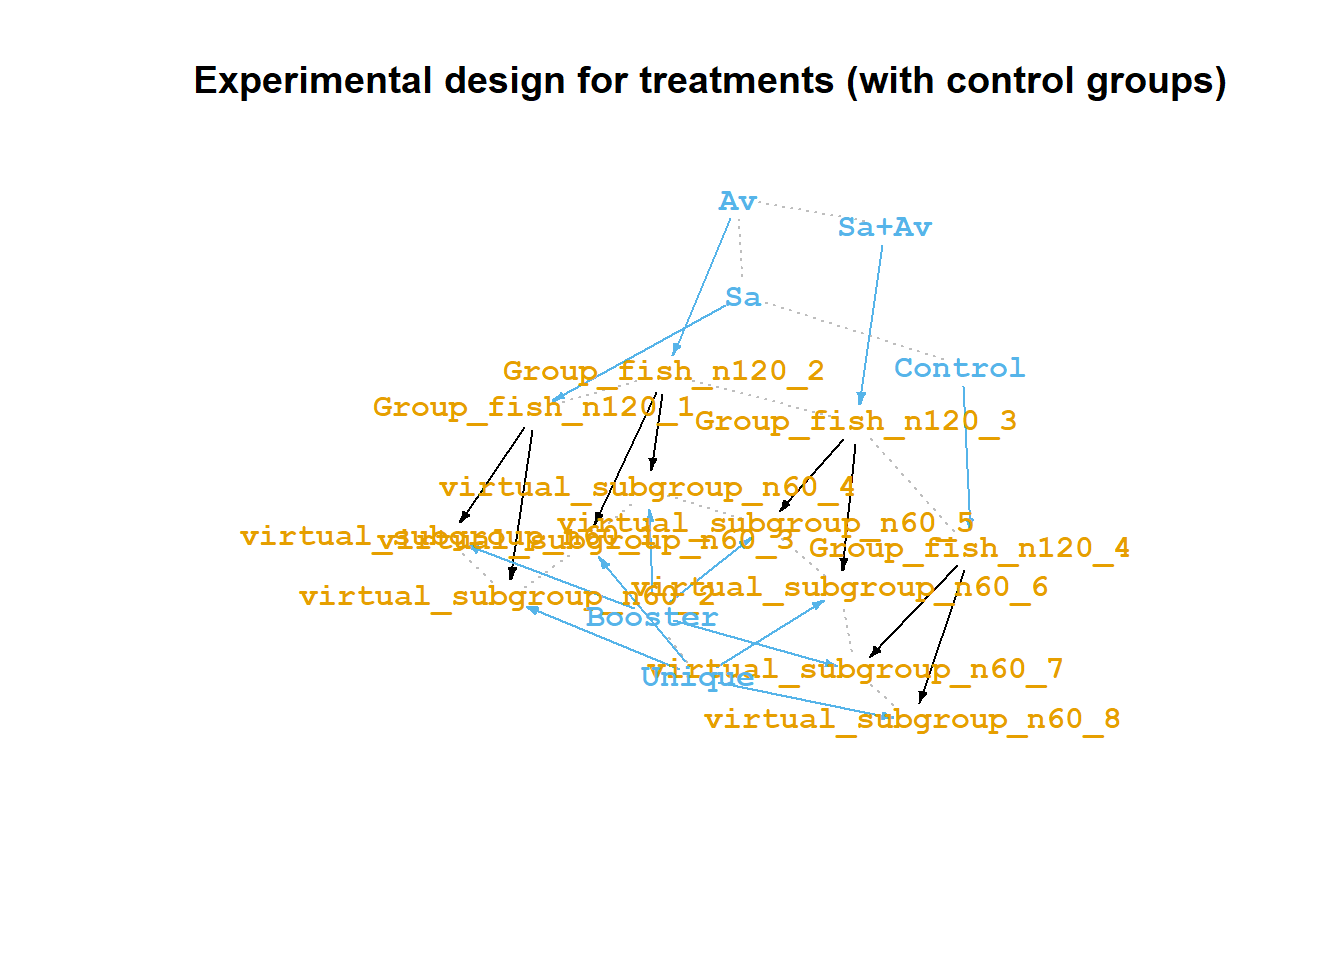 Experimental design for treatments (with control groups)
Av
Sa+Av
Sa
Control
Group_fish_n120_2
Group_fish_n120_1
Group_fish_n120_3
virtual_subgroup_n60_4
virtual_subgroup_n60_5
virtual_subgroup_n60_1
virtual_subgroup_n60_3
Group_fish_n120_4
virtual_subgroup_n60_6
virtual_subgroup_n60_2
Booster
virtual_subgroup_n60_7
Unique
virtual_subgroup_n60_8